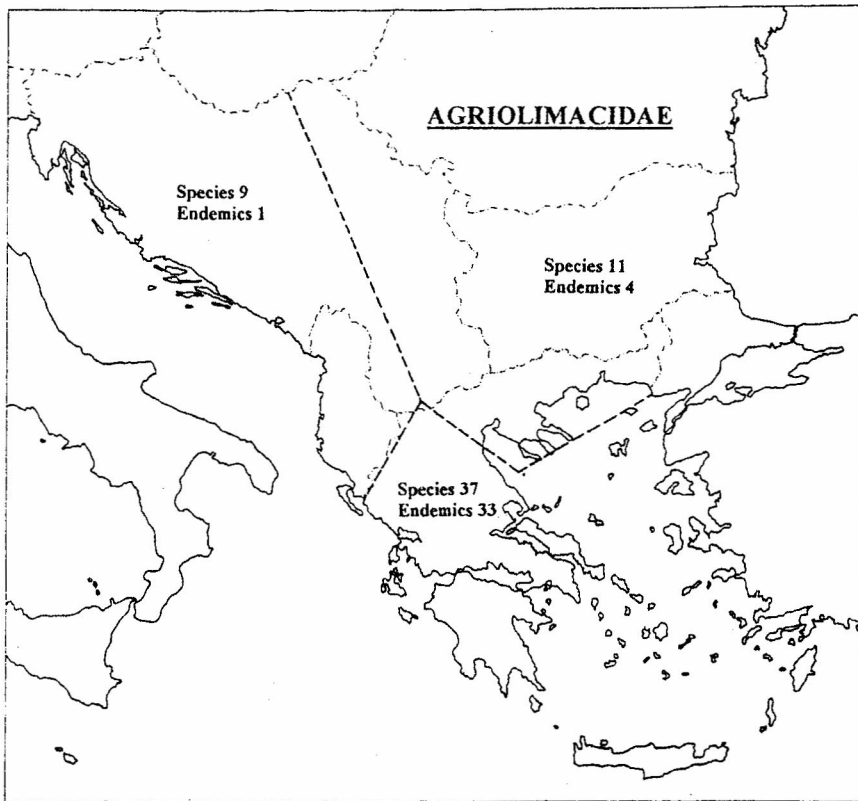 AGRIOLIMACIDAE
Species 9
Endemics 1
Species 11
Endemics 4
Species 37
Endemics 33